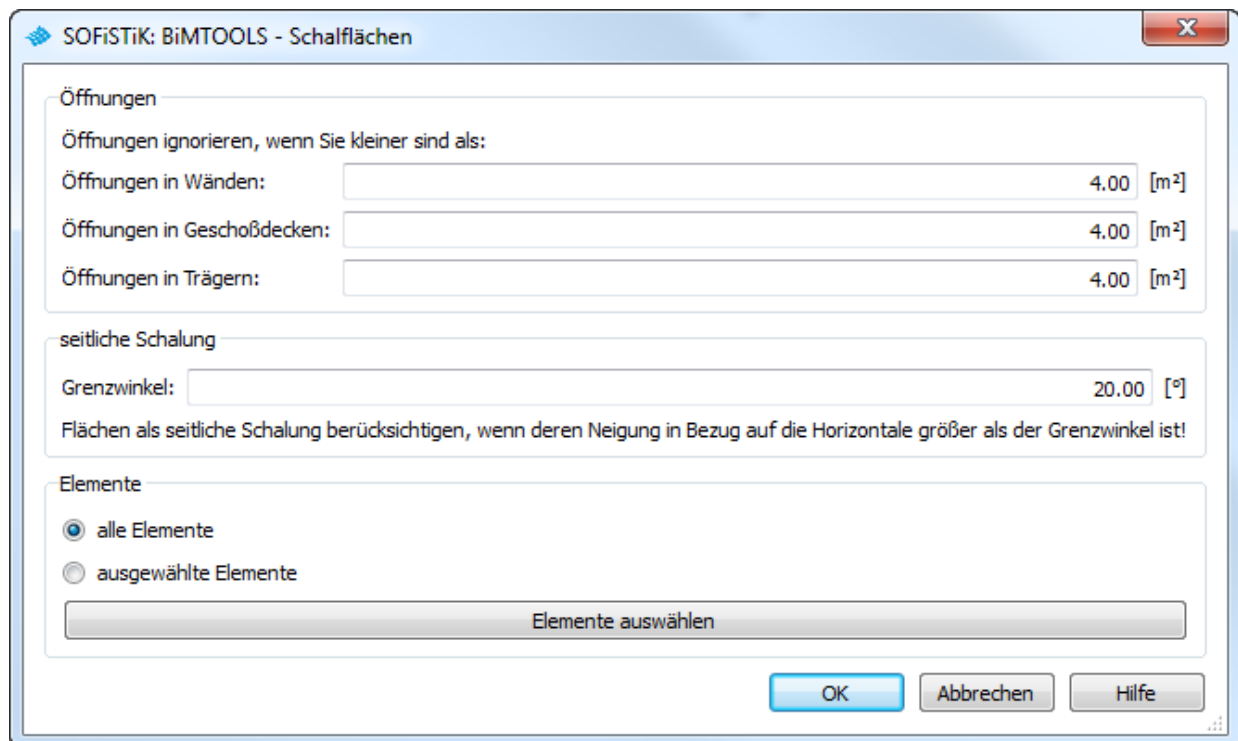 SOFiSTiK: BiMTOOLS - Schalflächen
Öffnungen
Öffnungen ignorieren, wenn Sie kleiner sind als:
Öffnungen in Wänden: 4.00 [m²]
Öffnungen in Geschoßdecken: 4.00 [m²]
Öffnungen in Trägern: 4.00 [m²]
seitliche Schalung
Grenzwinkel: 20.00 [°]
Flächen als seitliche Schalung berücksichtigen, wenn deren Neigung in Bezug auf die Horizontale größer als der Grenzwinkel ist!
Elemente
alle Elemente
ausgewählte Elemente
Elemente auswählen
OK Abbrechen Hilfe